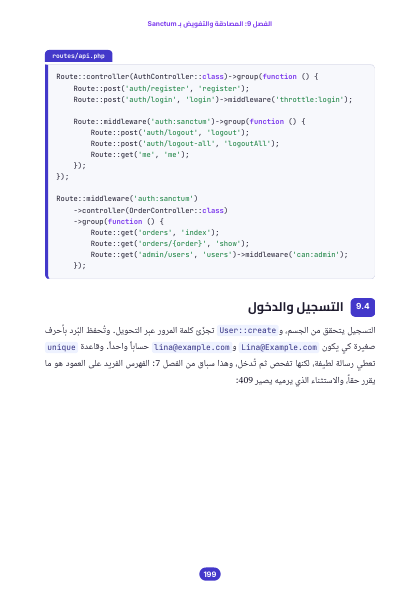 الفصل 9: المصادقة والتفويض بـ Sanctum
routes/api.php
Route::controller(AuthController::class)->group(function () {
    Route::post('auth/register', 'register');
    Route::post('auth/login', 'login')->middleware('throttle:login');

    Route::middleware('auth:sanctum')->group(function () {
        Route::post('auth/logout', 'logout');
        Route::post('auth/logout-all', 'logoutAll');
        Route::get('me', 'me');
    });
});

Route::middleware('auth:sanctum')
    ->controller(OrderController::class)
    ->group(function () {
        Route::get('orders', 'index');
        Route::get('orders/{order}', 'show');
        Route::get('admin/users', 'users')->middleware('can:admin');
    });
9.4 التسجيل والدخول
التسجيل يتحقق من الجسم، و User::create تجزّئ كلمة المرور عبر التحويل. وتُحفظ البُرد بأحرف
صغيرة كي يكون Lina@Example.com و lina@example.com حساباً واحداً. وقاعدة unique
تعطي رسالة لطيفة، لكنها تفحص ثم تُدخل، وهذا سباق من الفصل 7: الفهرس الفريد على العمود هو ما
يقرر حقاً، والاستثناء الذي يرميه يصير 409:
199